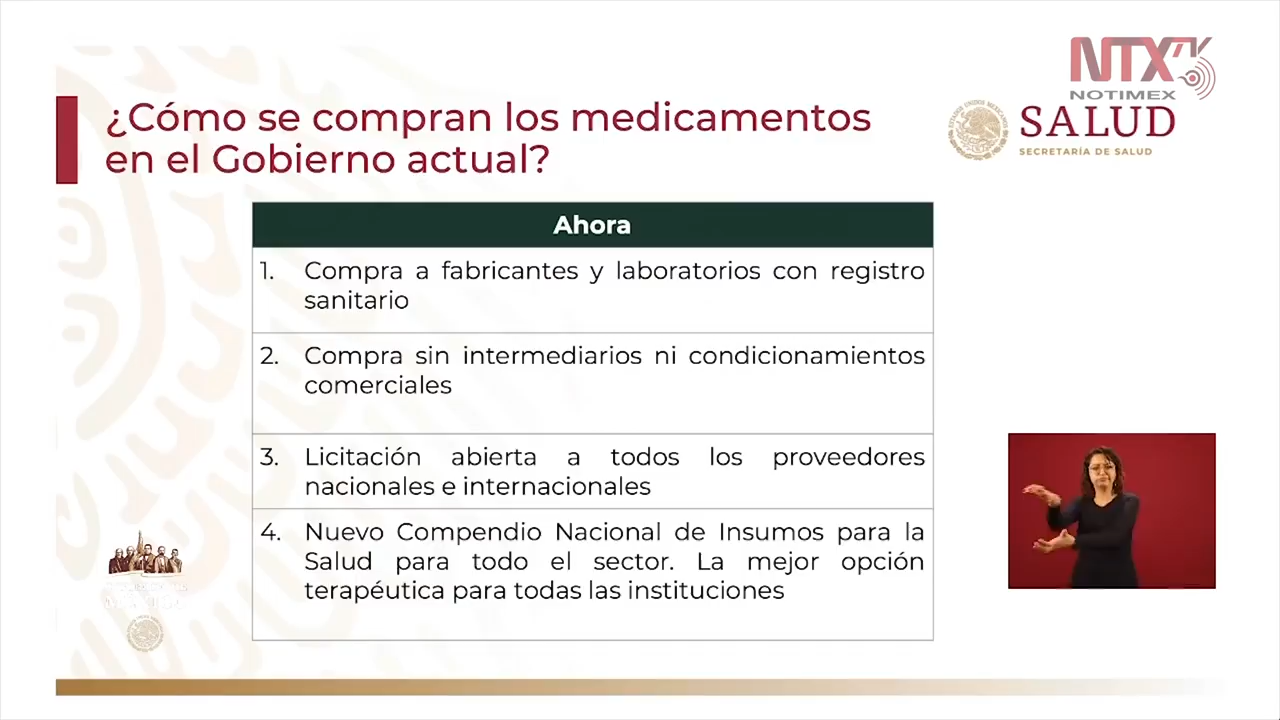 NTX
NOTIMEX
¿Cómo se compran los medicamentos
en el Gobierno actual?
ESTADOS UNIDOS MEXICANOS
SALUD
SECRETARÍA DE SALUD
Ahora
1. Compra a fabricantes y laboratorios con registro
sanitario
2. Compra sin intermediarios ni condicionamientos
comerciales
3. Licitación abierta a todos los proveedores
nacionales e internacionales
4. Nuevo Compendio Nacional de Insumos para la
Salud para todo el sector. La mejor opción
terapéutica para todas las instituciones